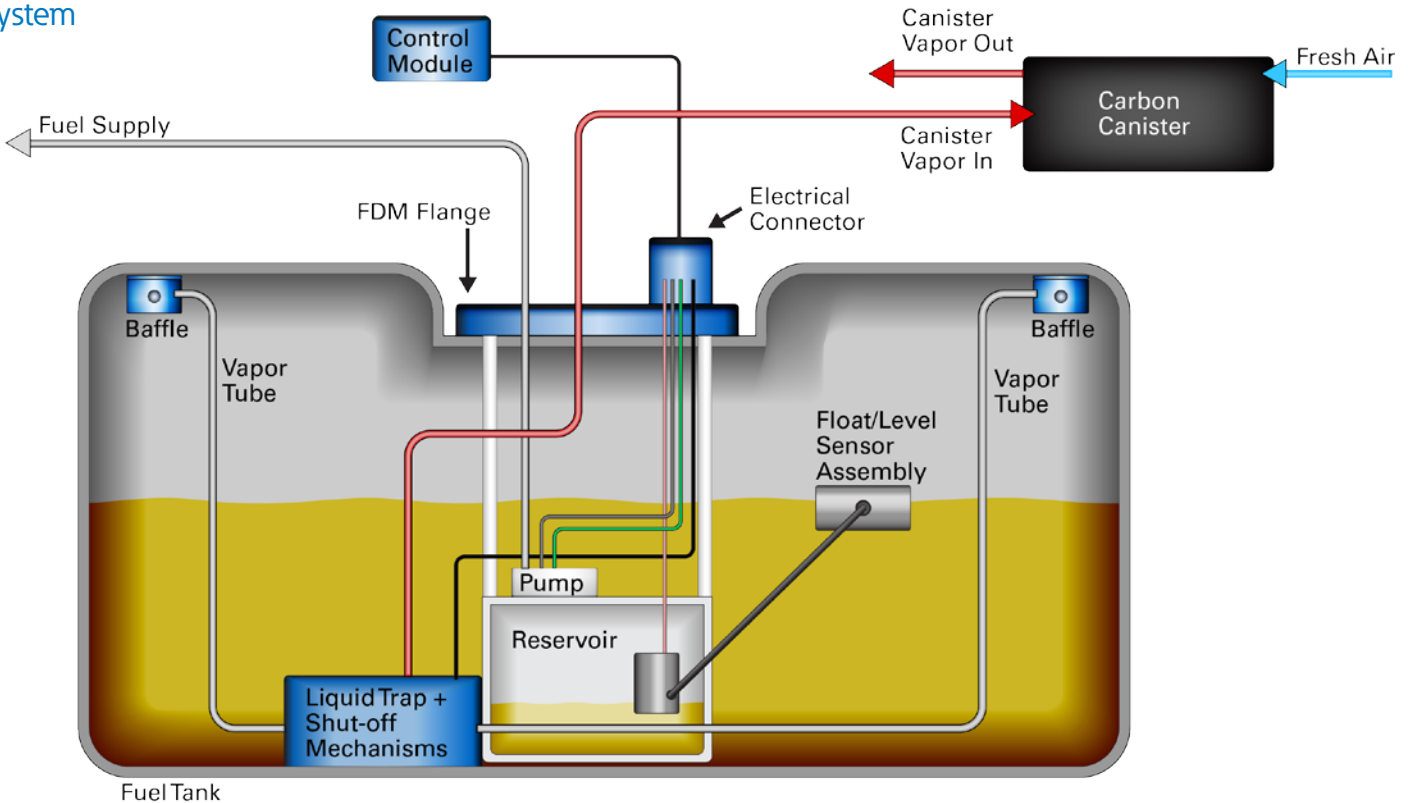 ystem
Control
Module
Canister
Vapor Out
Fresh Air
Carbon
Canister
Fuel Supply
Canister
Vapor In
Electrical
Connector
FDM Flange
Baffle
Baffle
Vapor
Tube
Vapor
Tube
Float/Level
Sensor
Assembly
Pump
Reservoir
Liquid Trap +
Shut-off
Mechanisms
Fuel Tank